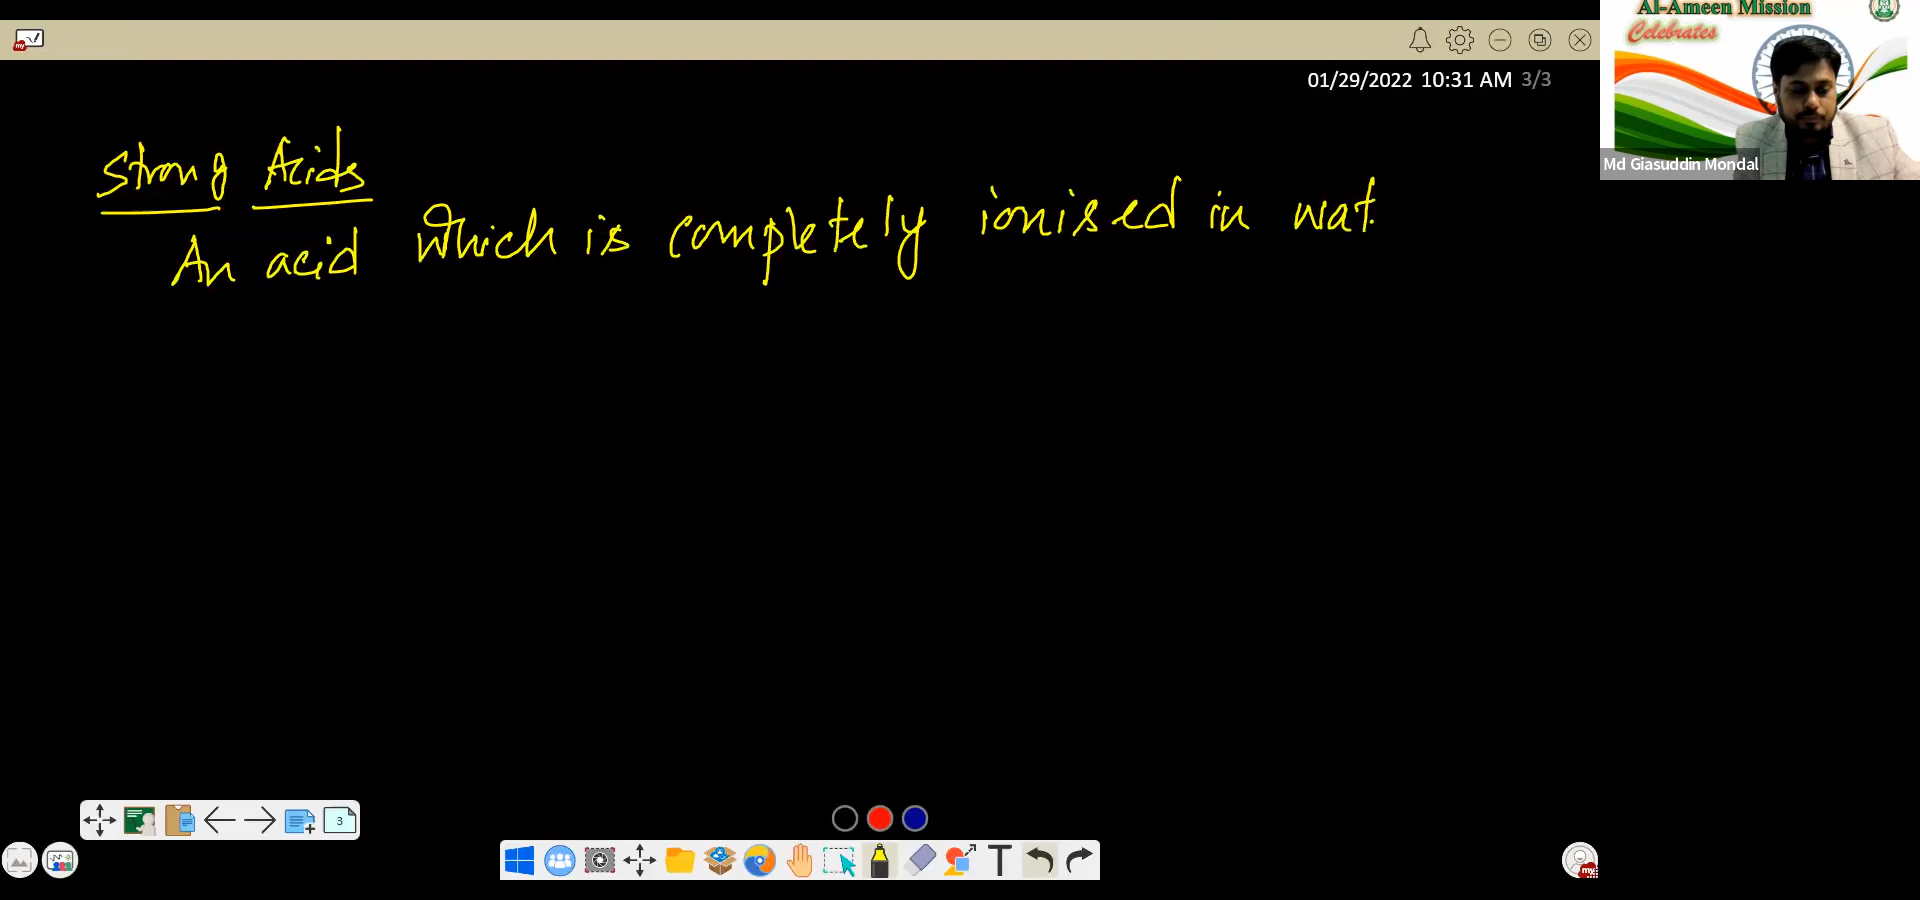 Al-Ameen Mission
Celebrates
01/29/2022 10:31 AM 3/3
Md Giasuddin Mondal
Strong Acids
An acid which is completely ionised in wat
3